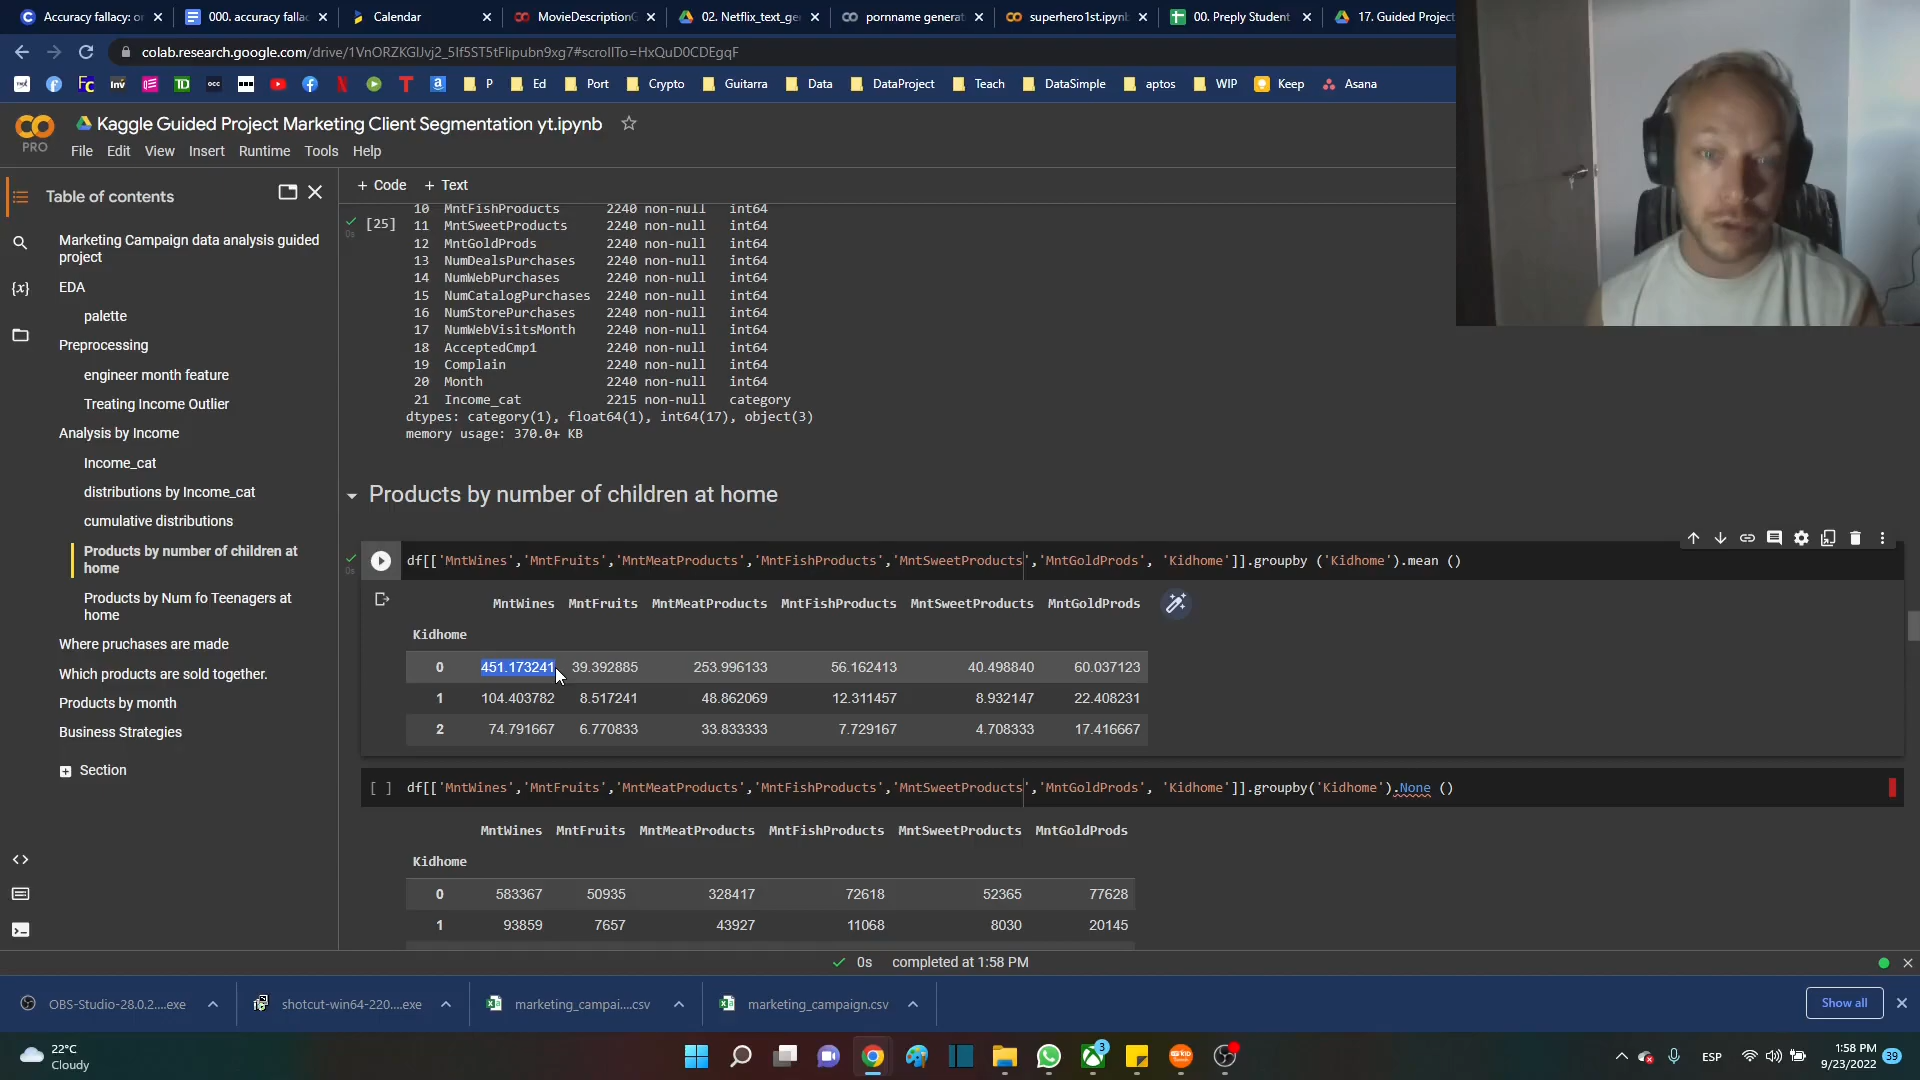 Accuracy fallacy: or
000. accuracy falla
Calendar
MovieDescriptionG
02. Netflix_text_ge
pornname generat
superhero1st.ipynb
00. Preply Student
17. Guided Project
colab.research.google.com/drive/1VnORZKGlJvj2_5If5ST5tFlipubn9xg7#scrollTo=HxQuD0CDEgqF
P
Ed
Port
Crypto
Guitarra
Data
DataProject
Teach
DataSimple
aptos
WIP
Keep
Asana
PRO
Kaggle Guided Project Marketing Client Segmentation yt.ipynb
File Edit View Insert Runtime Tools Help
Table of contents
+ Code + Text
Marketing Campaign data analysis guided
project
EDA
palette
Preprocessing
engineer month feature
Treating Income Outlier
Analysis by Income
Income_cat
distributions by Income_cat
cumulative distributions
Products by number of children at
home
Products by Num fo Teenagers at
home
Where pruchases are made
Which products are sold together.
Products by month
Business Strategies
Section
[25]
10 MntFishProducts 2240 non-null int64
11 MntSweetProducts 2240 non-null int64
12 MntGoldProds 2240 non-null int64
13 NumDealsPurchases 2240 non-null int64
14 NumWebPurchases 2240 non-null int64
15 NumCatalogPurchases 2240 non-null int64
16 NumStorePurchases 2240 non-null int64
17 NumWebVisitsMonth 2240 non-null int64
18 AcceptedCmp1 2240 non-null int64
19 Complain 2240 non-null int64
20 Month 2240 non-null int64
21 Income_cat 2215 non-null category
dtypes: category(1), float64(1), int64(17), object(3)
memory usage: 370.0+ KB
Products by number of children at home
df[['MntWines','MntFruits','MntMeatProducts','MntFishProducts','MntSweetProducts','MntGoldProds', 'Kidhome']].groupby ('Kidhome').mean ()
MntWines MntFruits MntMeatProducts MntFishProducts MntSweetProducts MntGoldProds
Kidhome
0 451.173241 39.392885 253.996133 56.162413 40.498840 60.037123
1 104.403782 8.517241 48.862069 12.311457 8.932147 22.408231
2 74.791667 6.770833 33.833333 7.729167 4.708333 17.416667
[ ] df[['MntWines','MntFruits','MntMeatProducts','MntFishProducts','MntSweetProducts','MntGoldProds', 'Kidhome']].groupby('Kidhome').None ()
MntWines MntFruits MntMeatProducts MntFishProducts MntSweetProducts MntGoldProds
Kidhome
0 583367 50935 328417 72618 52365 77628
1 93859 7657 43927 11068 8030 20145
0s completed at 1:58 PM
OBS-Studio-28.0.2....exe
shotcut-win64-220....exe
marketing_campai....csv
marketing_campaign.csv
Show all
22°C
Cloudy
3
ESP
1:58 PM
9/23/2022
39